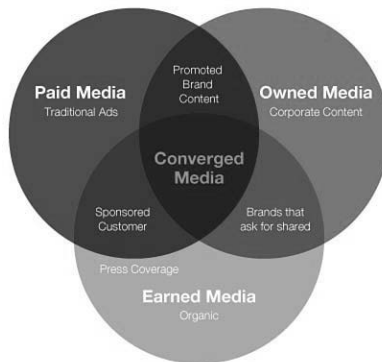 Promoted
Brand
Content
Paid Media
Traditional Ads
Owned Media
Corporate Content
Converged
Media
Sponsored
Customer
Brands that
ask for shared
Press Coverage
Earned Media
Organic